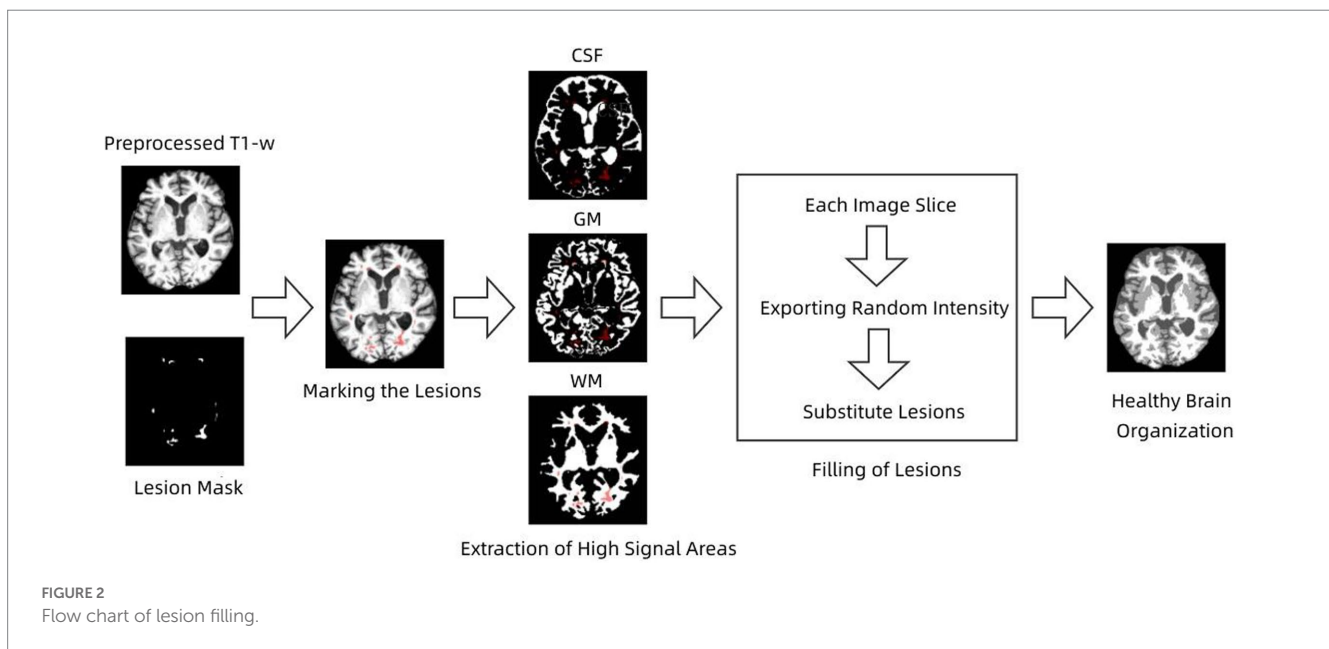 Preprocessed T1-w
Lesion Mask
Marking the Lesions
CSF
GM
WM
Extraction of High Signal Areas
Each Image Slice
Exporting Random Intensity
Substitute Lesions
Filling of Lesions
Healthy Brain
Organization
FIGURE 2
Flow chart of lesion filling.